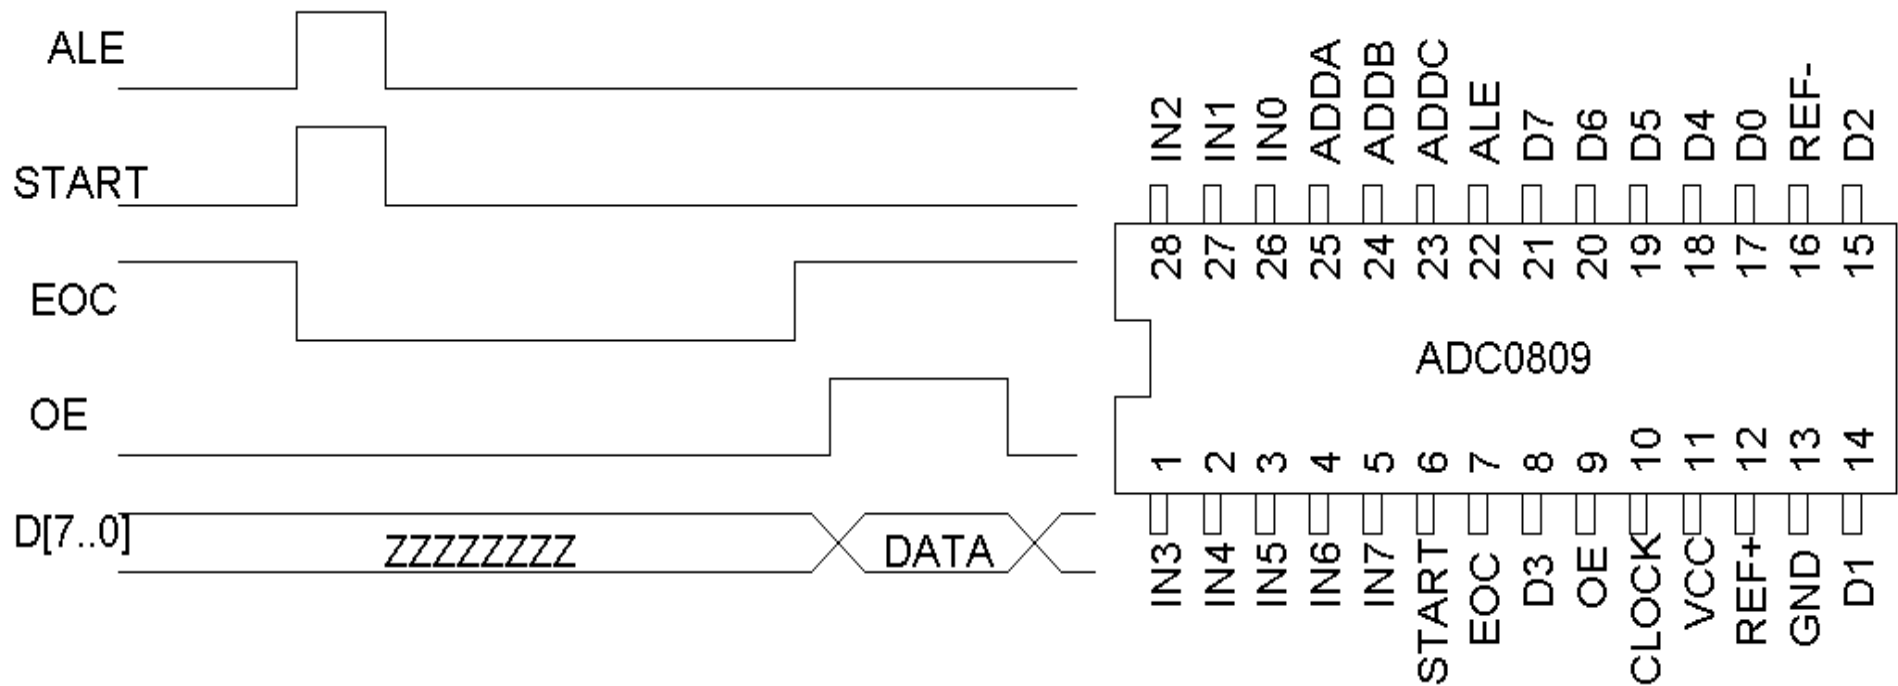 ALE
START
EOC
OE
D[7..0]
ZZZZZZZZ
DATA
IN2
IN1
IN0
ADDA
ADDB
ADDC
ALE
D7
D6
D5
D4
D0
REF-
D2
28
27
26
25
24
23
22
21
20
19
18
17
16
15
ADC0809
1
2
3
4
5
6
7
8
9
10
11
12
13
14
IN3
IN4
IN5
IN6
IN7
START
EOC
D3
OE
CLOCK
VCC
REF+
GND
D1